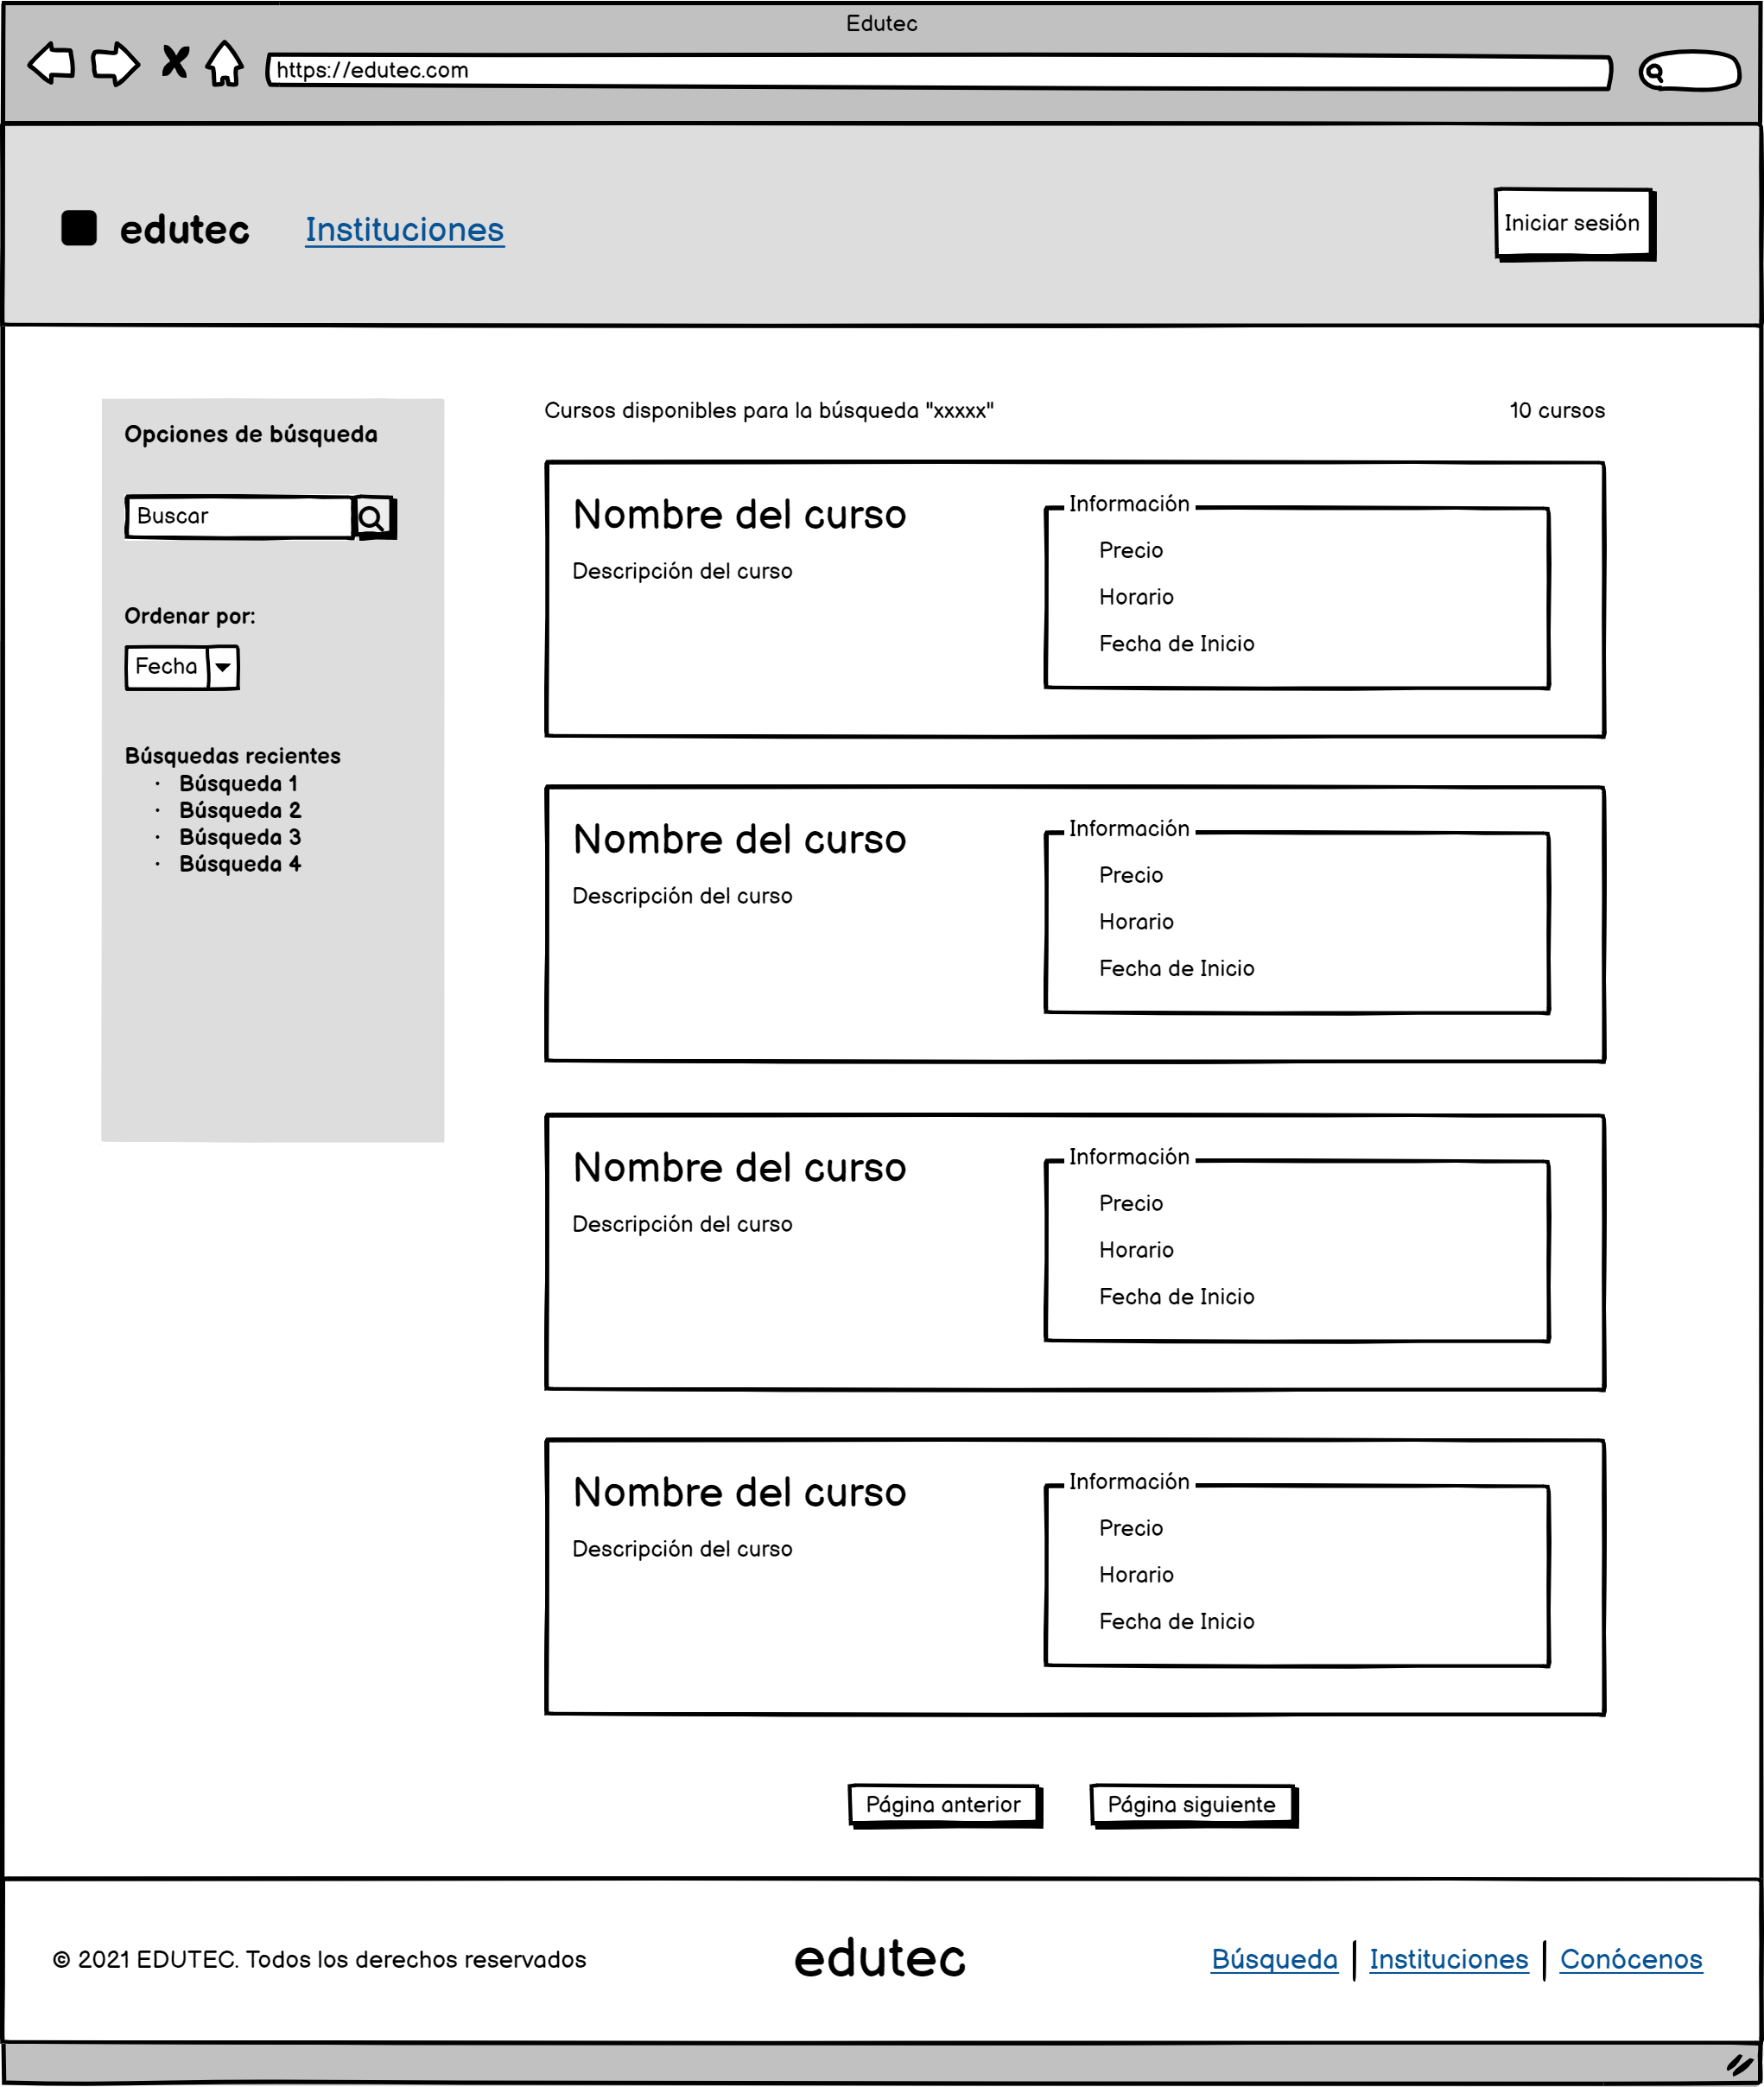 Edutec
https://edutec.com
edutec
Instituciones
Iniciar sesión
Opciones de búsqueda
Buscar
Ordenar por:
Fecha
Búsquedas recientes
· Búsqueda 1
· Búsqueda 2
· Búsqueda 3
· Búsqueda 4
Cursos disponibles para la búsqueda "xxxxx"
10 cursos
Nombre del curso
Descripción del curso
Información
Precio
Horario
Fecha de Inicio
Nombre del curso
Descripción del curso
Información
Precio
Horario
Fecha de Inicio
Nombre del curso
Descripción del curso
Información
Precio
Horario
Fecha de Inicio
Nombre del curso
Descripción del curso
Información
Precio
Horario
Fecha de Inicio
Página anterior
Página siguiente
© 2021 EDUTEC. Todos los derechos reservados
edutec
Búsqueda | Instituciones | Conócenos